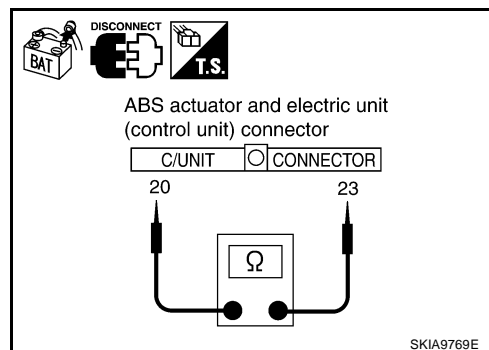 DISCONNECT
BAT
T.S.
ABS actuator and electric unit
(control unit) connector
C/UNIT CONNECTOR
20 23
Ω
SKIA9769E